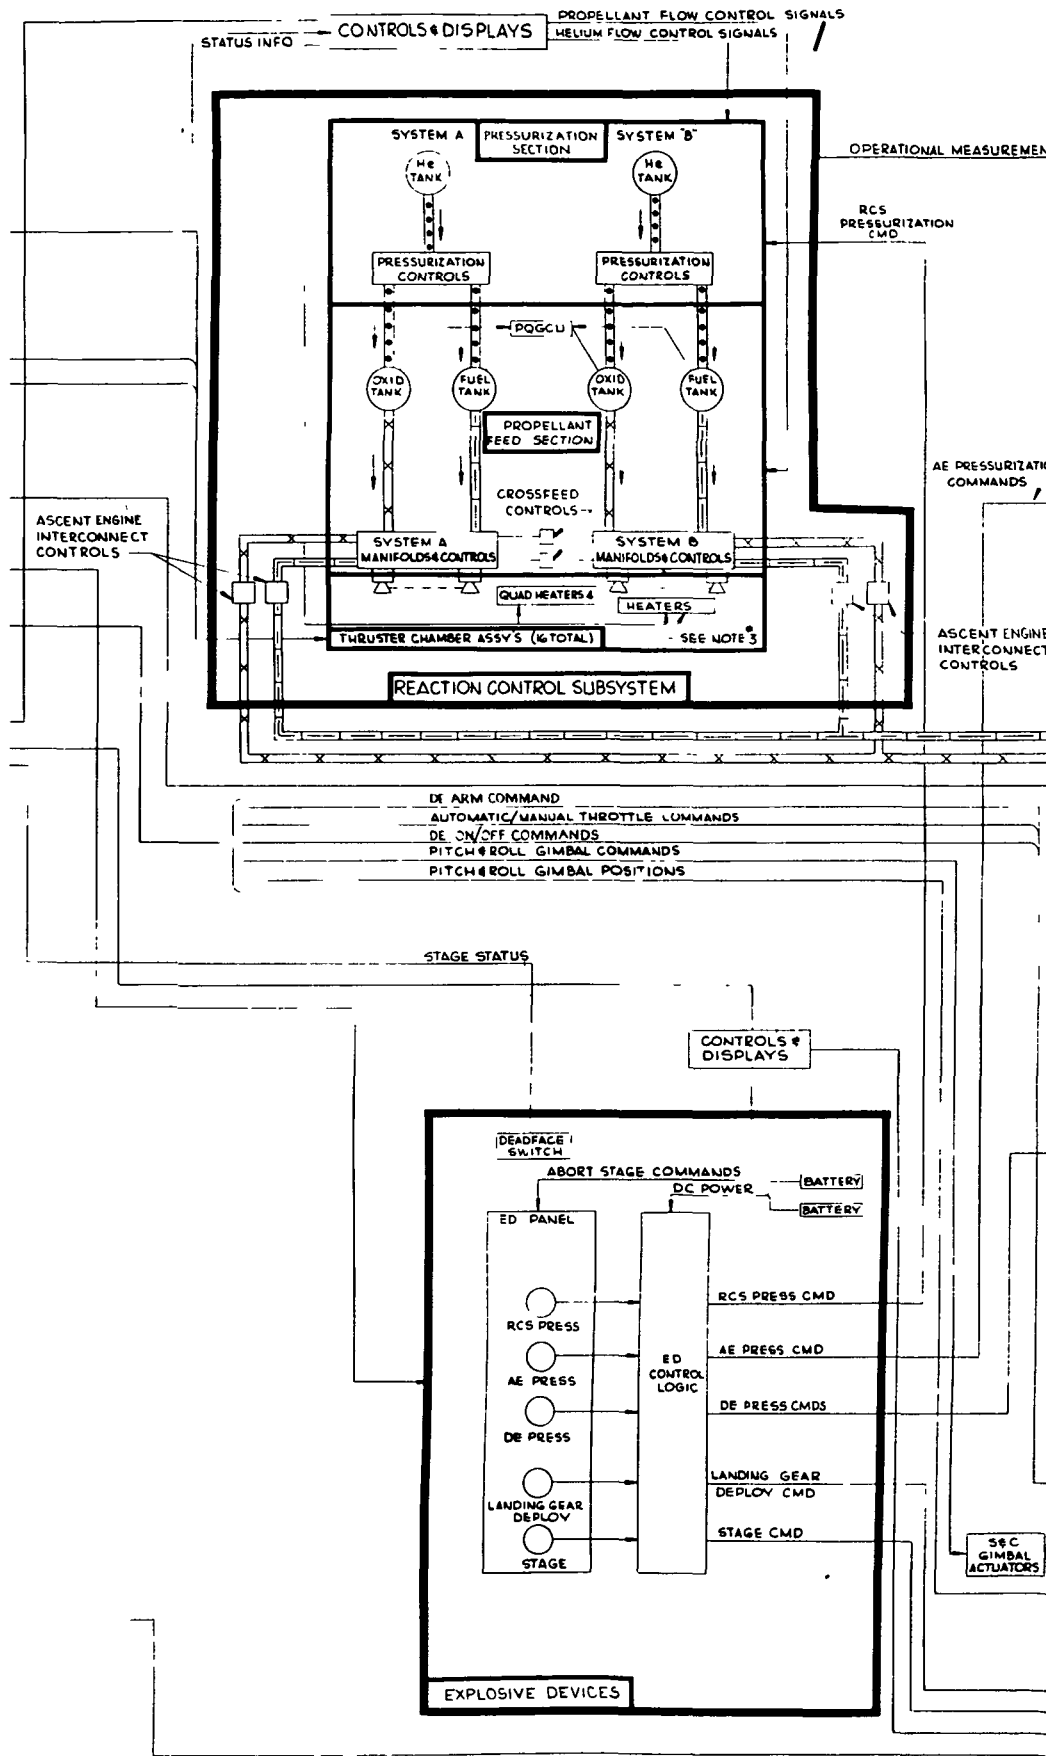 PROPELLANT FLOW CONTROL SIGNALS
CONTROLS & DISPLAYS
HELIUM FLOW CONTROL SIGNALS
STATUS INFO
SYSTEM A
PRESSURIZATION
SECTION
SYSTEM "B"
OPERATIONAL MEASUREMEN
He
TANK
He
TANK
RCS
PRESSURIZATION
CMD
PRESSURIZATION
CONTROLS
PRESSURIZATION
CONTROLS
PQGCU
OXID
TANK
FUEL
TANK
OXID
TANK
FUEL
TANK
PROPELLANT
FEED SECTION
AE PRESSURIZATIO
COMMANDS
CROSSFEED
CONTROLS
ASCENT ENGINE
INTERCONNECT
CONTROLS
SYSTEM A
MANIFOLDS & CONTROLS
SYSTEM B
MANIFOLDS & CONTROLS
QUAD HEATERS 4
HEATERS
THRUSTER CHAMBER ASSY'S (16 TOTAL)
SEE NOTE #3
ASCENT ENGINE
INTERCONNECT
CONTROLS
REACTION CONTROL SUBSYSTEM
DE ARM COMMAND
AUTOMATIC/MANUAL THROTTLE COMMANDS
DE ON/OFF COMMANDS
PITCH & ROLL GIMBAL COMMANDS
PITCH & ROLL GIMBAL POSITIONS
STAGE STATUS
CONTROLS &
DISPLAYS
DEADFACE
SWITCH
ABORT STAGE COMMANDS
BATTERY
DC POWER
BATTERY
ED PANEL
RCS PRESS
RCS PRESS CMD
AE PRESS
AE PRESS CMD
ED
CONTROL
LOGIC
DE PRESS
DE PRESS CMDS
LANDING GEAR
DEPLOY
LANDING GEAR
DEPLOY CMD
STAGE
STAGE CMD
S&C
GIMBAL
ACTUATORS
EXPLOSIVE DEVICES